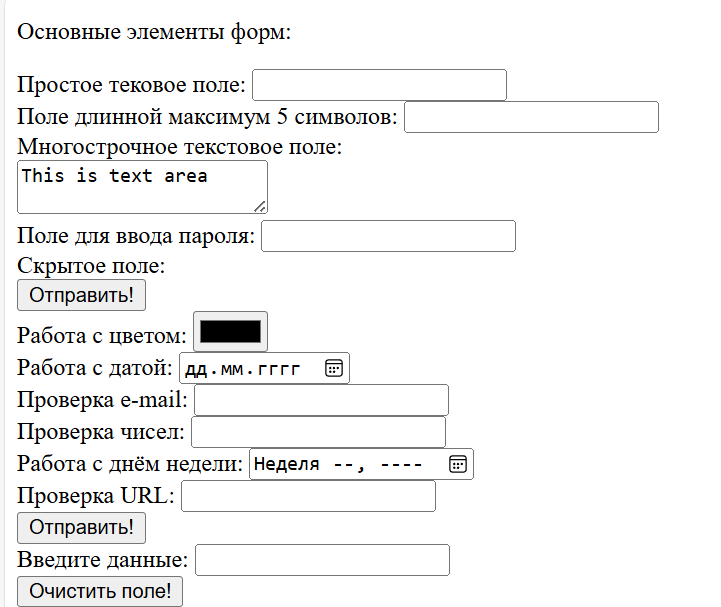 Основные элементы форм:
Простое тековое поле:
Поле длинной максимум 5 символов:
Многострочное текстовое поле:
This is text area
Поле для ввода пароля:
Скрытое поле:
Отправить!
Работа с цветом:
Работа с датой: дд.мм.гггг
Проверка e-mail:
Проверка чисел:
Работа с днём недели: Неделя --, ----
Проверка URL:
Отправить!
Введите данные:
Очистить поле!